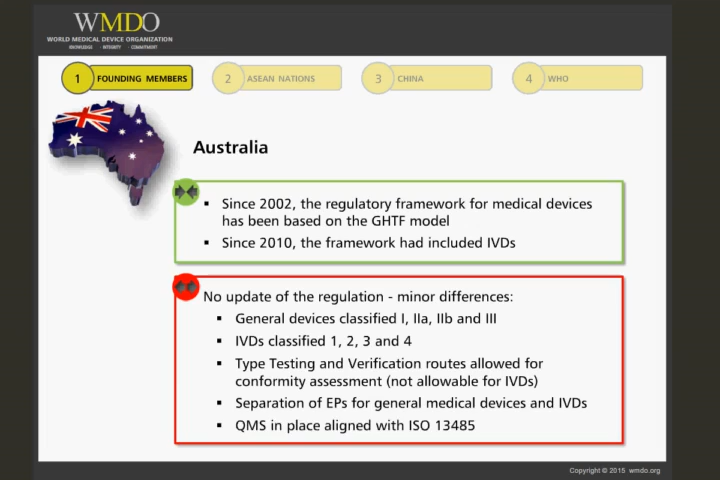 WMDO
WORLD MEDICAL DEVICE ORGANIZATION
KNOWLEDGE · INTEGRITY · COMMITMENT
1 FOUNDING MEMBERS
2 ASEAN NATIONS
3 CHINA
4 WHO
Australia
▪ Since 2002, the regulatory framework for medical devices
has been based on the GHTF model
▪ Since 2010, the framework had included IVDs
No update of the regulation - minor differences:
▪ General devices classified I, IIa, IIb and III
▪ IVDs classified 1, 2, 3 and 4
▪ Type Testing and Verification routes allowed for
conformity assessment (not allowable for IVDs)
▪ Separation of EPs for general medical devices and IVDs
▪ QMS in place aligned with ISO 13485
Copyright © 2015 wmdo.org